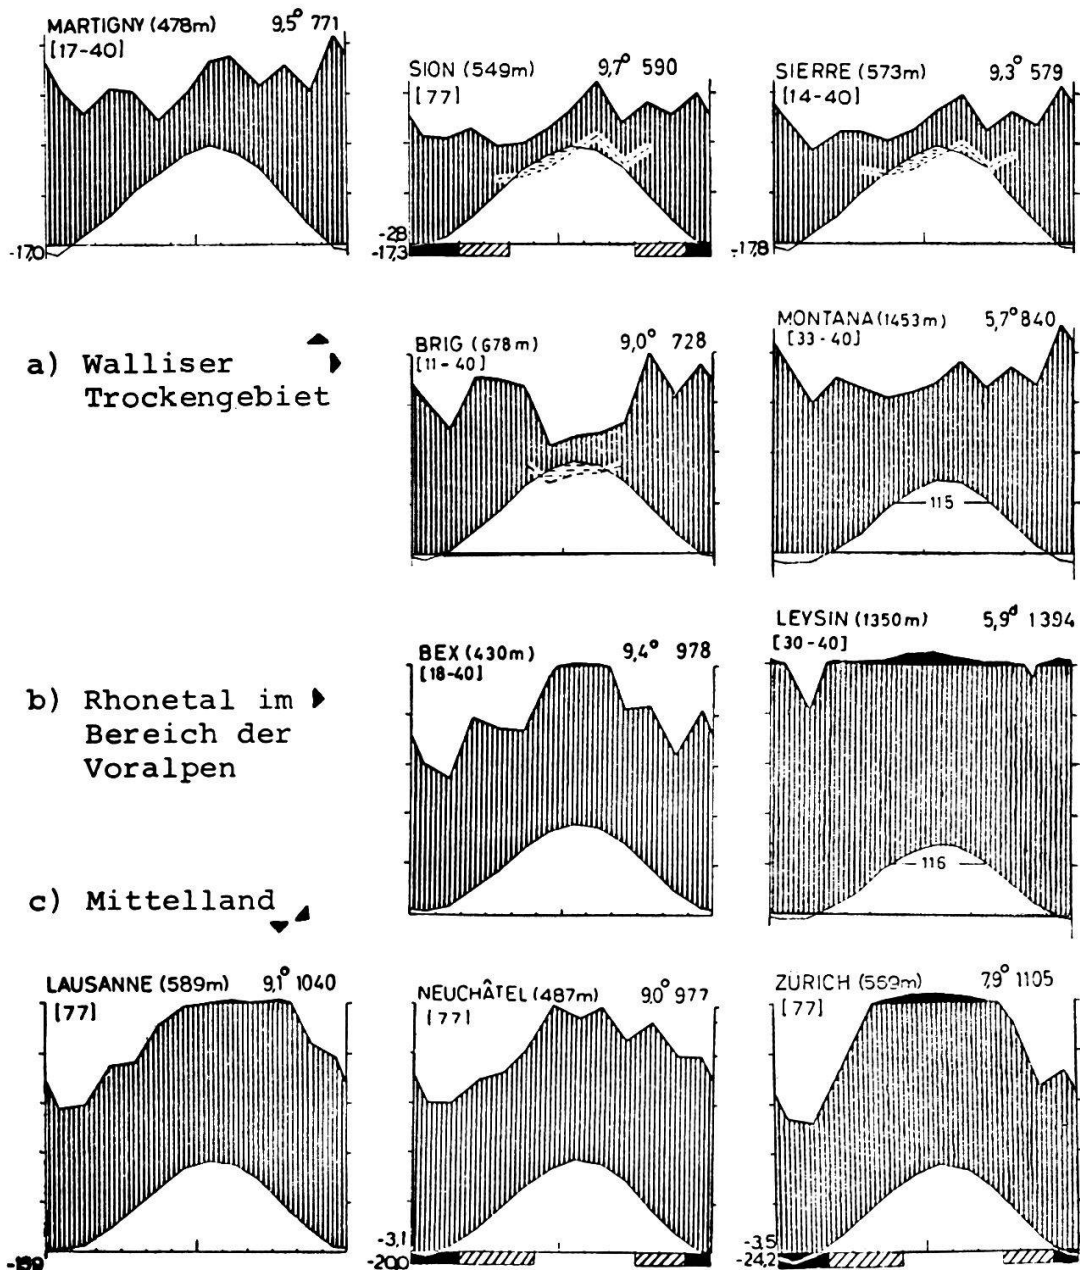 MARTIGNY (478m) 9,5° 771
[17-40]
-17,0
SION (549m) 9,7° 590
[77]
-2,8
-17,3
SIERRE (573m) 9,3° 579
[14-40]
-17,8
a) Walliser
Trockengebiet
BRIG (678m) 9,0° 728
[11-40]
MONTANA (1453m) 5,7° 840
[33-40]
115
b) Rhonetal im
Bereich der
Voralpen
BEX (430m) 9,4° 978
[18-40]
LEYSIN (1350m) 5,9° 1394
[30-40]
116
c) Mittelland
LAUSANNE (589m) 9,1° 1040
[77]
NEUCHÂTEL (487m) 9,0° 977
[77]
-3,1
-20,0
ZÜRICH (569m) 7,9° 1105
[77]
-3,5
-24,2